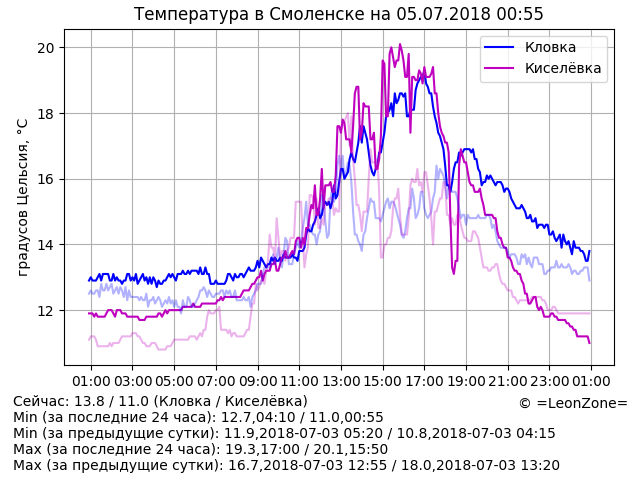 Температура в Смоленске на 05.07.2018 00:55
Кловка
Киселёвка
градусов Цельсия, °C
20
18
16
14
12
01:00 03:00 05:00 07:00 09:00 11:00 13:00 15:00 17:00 19:00 21:00 23:00 01:00
Сейчас: 13.8 / 11.0 (Кловка / Киселёвка)
© =LeonZone=
Min (за последние 24 часа): 12.7,04:10 / 11.0,00:55
Min (за предыдущие сутки): 11.9,2018-07-03 05:20 / 10.8,2018-07-03 04:15
Max (за последние 24 часа): 19.3,17:00 / 20.1,15:50
Max (за предыдущие сутки): 16.7,2018-07-03 12:55 / 18.0,2018-07-03 13:20